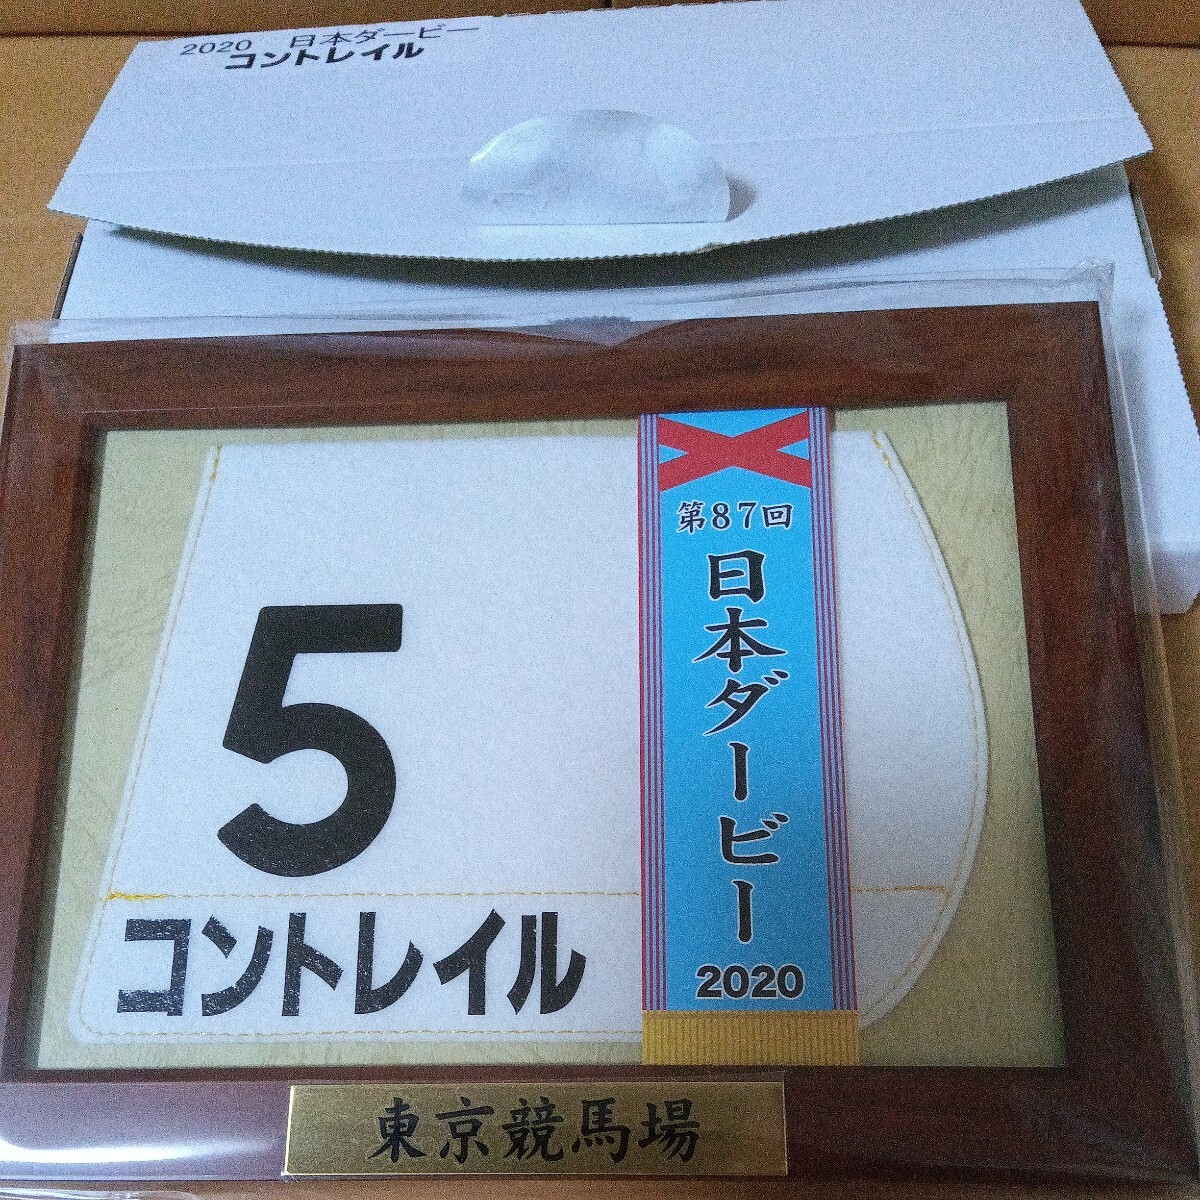 2020 日本ダービー
コントレイル
第87回
日本ダービー
2020
5
コントレイル
東京競馬場